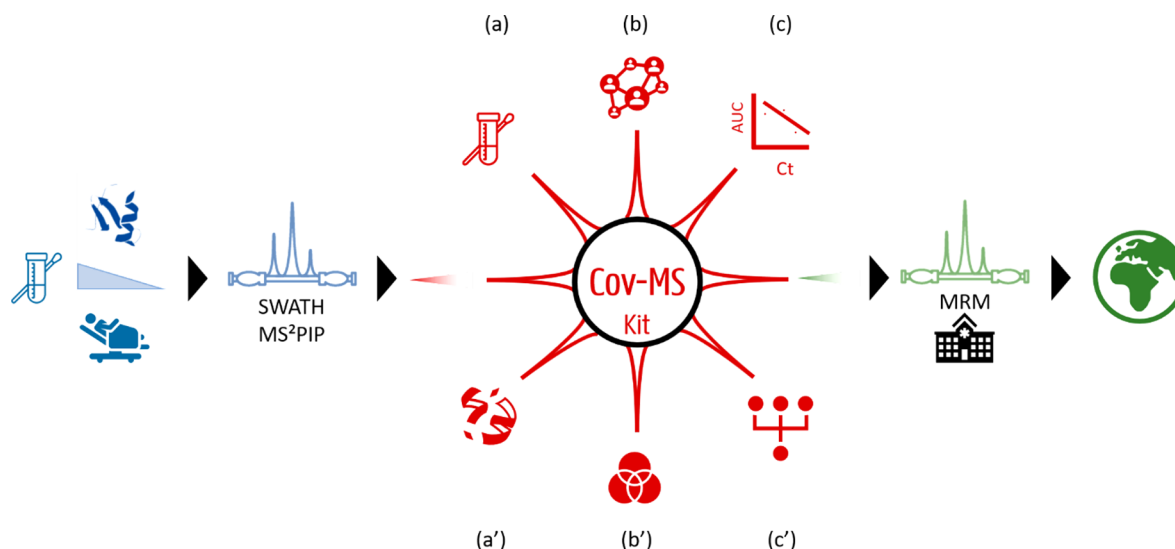 (a)
(b)
(c)
AUC
Ct
SWATH
MS²PIP
Cov-MS
Kit
MRM
(a’)
(b’)
(c’)